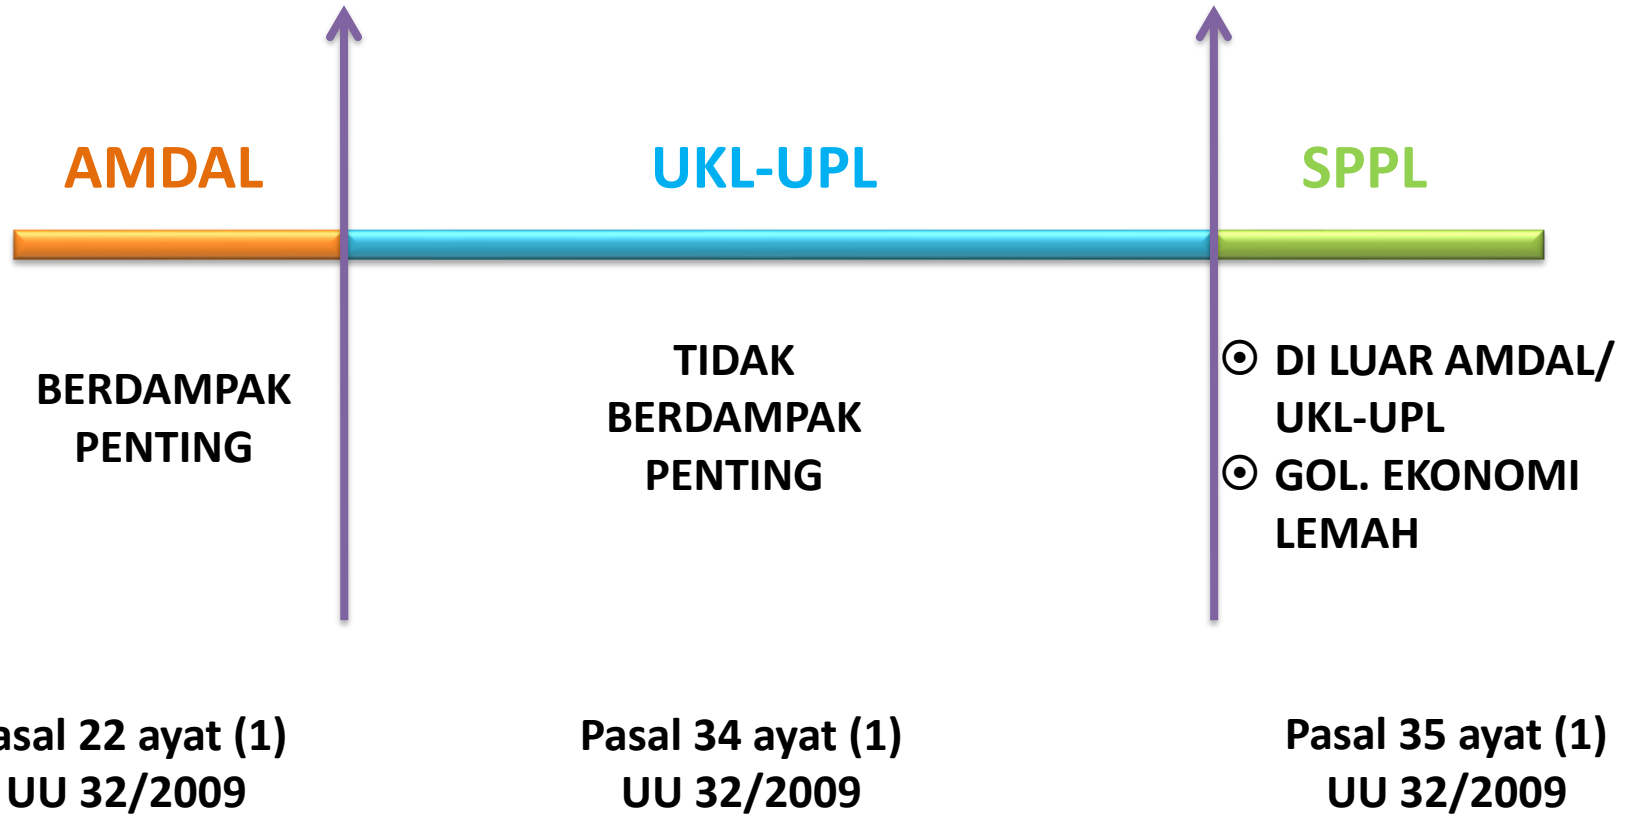 AMDAL
UKL-UPL
SPPL
BERDAMPAK
PENTING
TIDAK
BERDAMPAK
PENTING
DI LUAR AMDAL/
UKL-UPL
GOL. EKONOMI
LEMAH
asal 22 ayat (1)
UU 32/2009
Pasal 34 ayat (1)
UU 32/2009
Pasal 35 ayat (1)
UU 32/2009